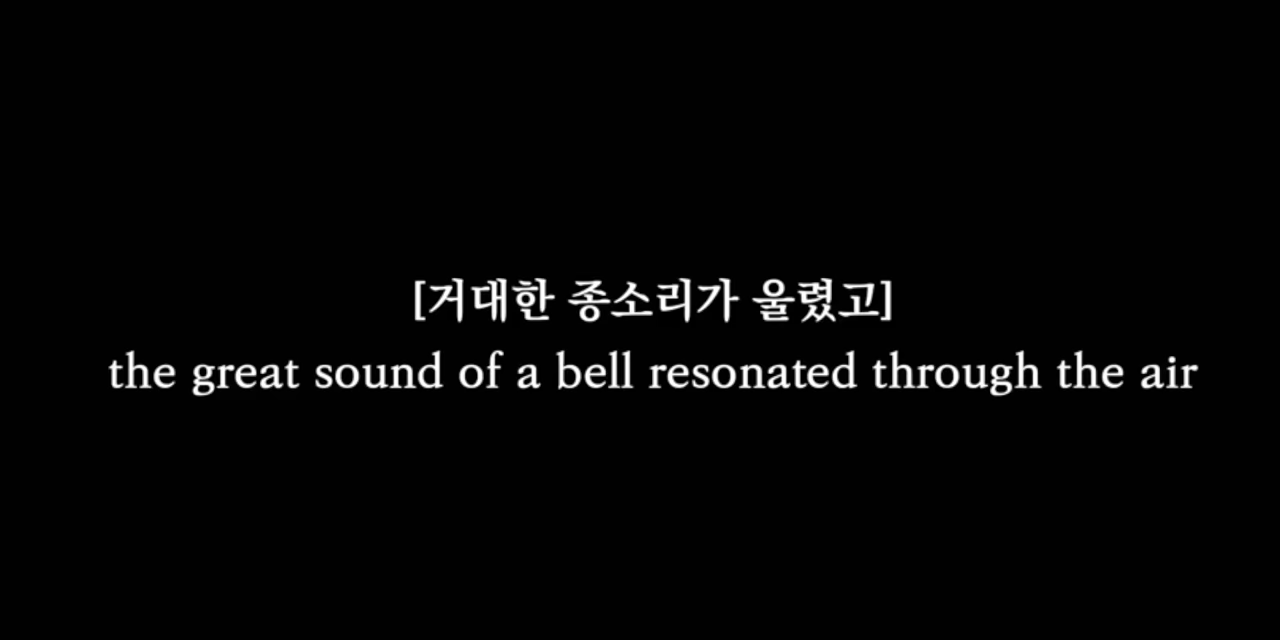 [거대한 종소리가 울렸고]
the great sound of a bell resonated through the air